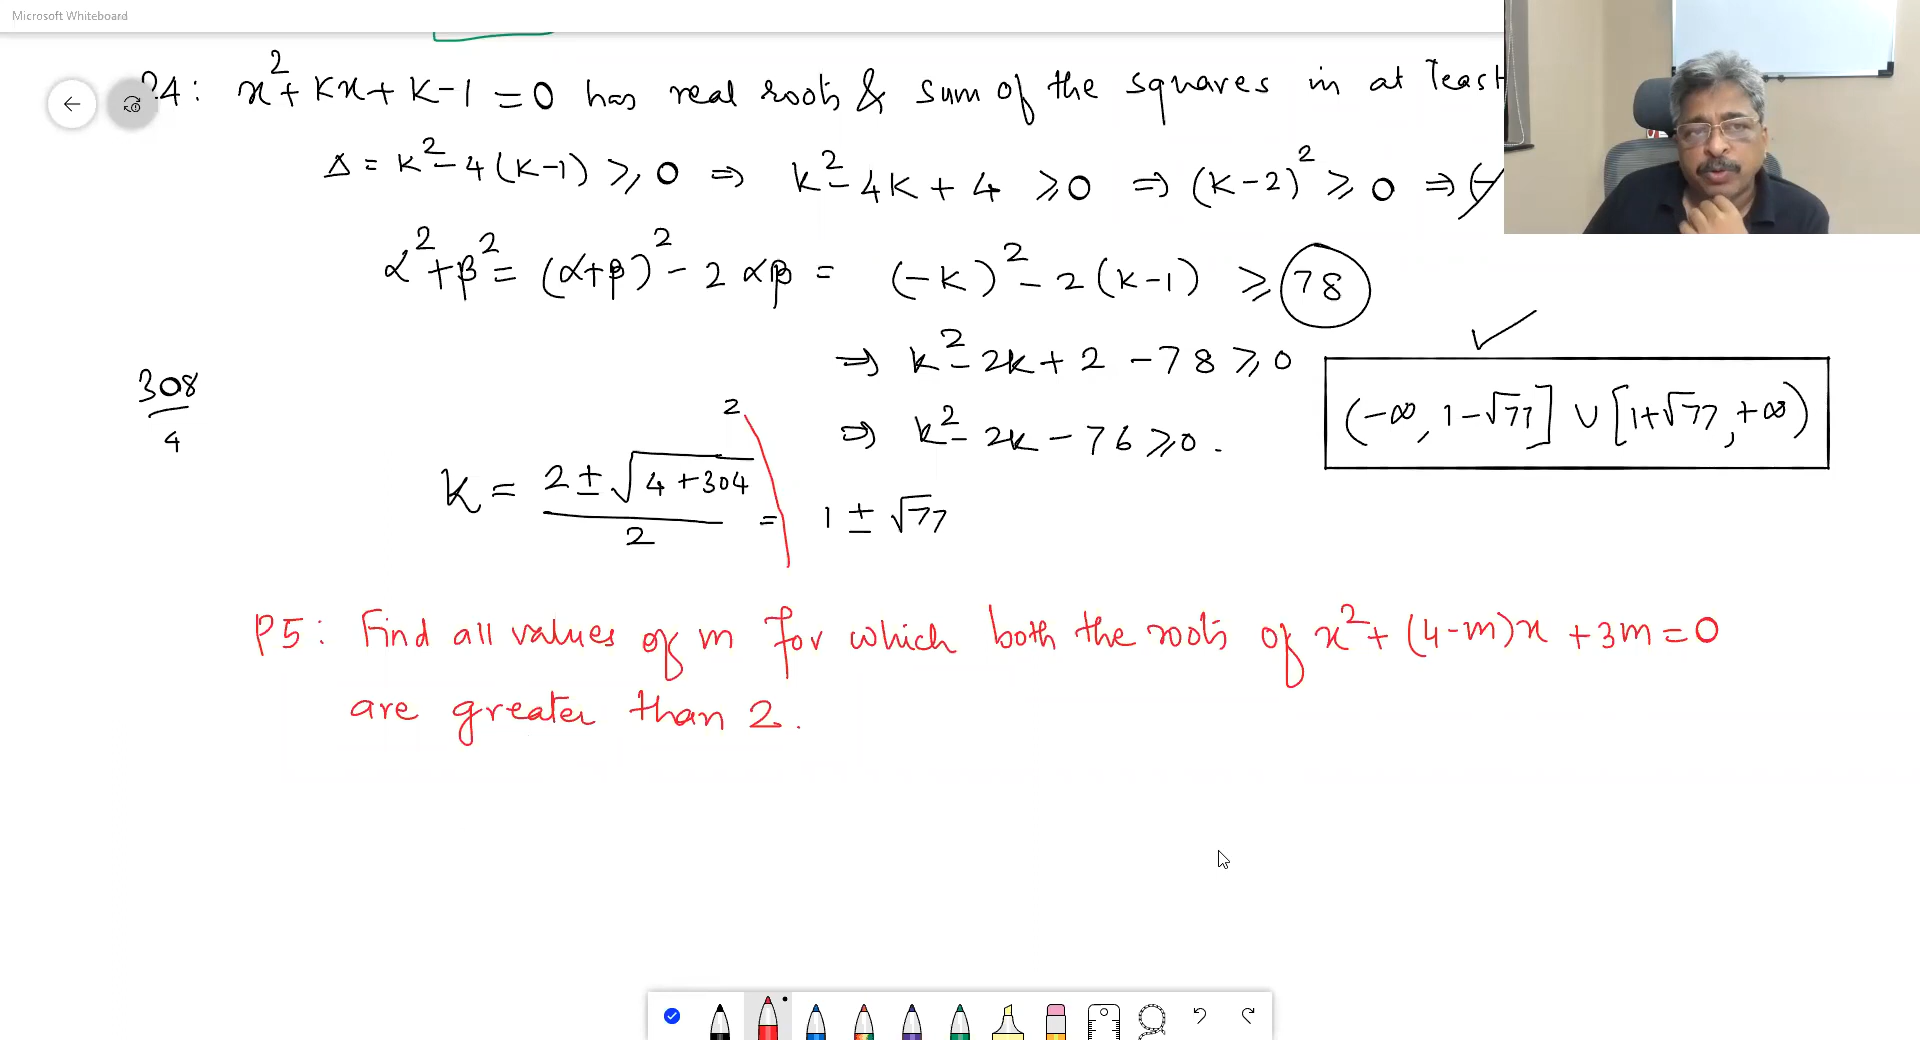 Microsoft Whiteboard
P4: x² + kx + k-1 = 0 has real roots & sum of the squares in at least
Δ = k² - 4(k-1) ≥ 0 ⇒ k² - 4k + 4 ≥ 0 ⇒ (k-2)² ≥ 0 ⇒ (-
α² + β² = (α+β)² - 2αβ = (-k)² - 2(k-1) ≥ 78
⇒ k² - 2k + 2 - 78 ≥ 0
308/4
(-∞, 1-√77] ∪ [1+√77, +∞)
⇒ k² - 2k - 76 ≥ 0.
2
k = (2 ± √(4+304))/2 = 1 ± √77
P5: Find all values of m for which both the roots of x² + (4-m)x + 3m = 0
are greater than 2.